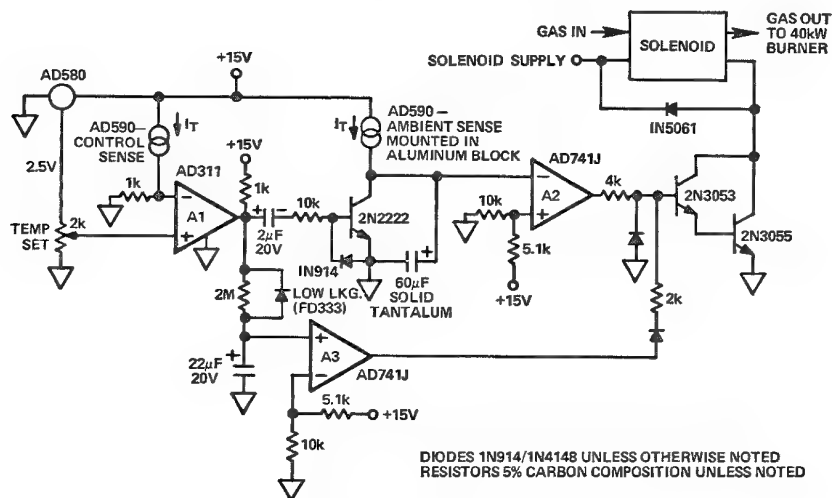 GAS IN
SOLENOID
GAS OUT
TO 40kW
BURNER
SOLENOID SUPPLY
+15V
AD580
AD590–
CONTROL
SENSE
IT
IT
AD590 –
AMBIENT SENSE
MOUNTED IN
ALUMINUM BLOCK
IN5061
2.5V
1k
AD311
+15V
1k
A1
–
+
TEMP
SET
2k
+
–
2µF
20V
10k
2N2222
IN914
60µF
SOLID
TANTALUM
+
AD741J
A2
–
+
10k
5.1k
+15V
4k
2N3053
2N3055
2k
2M
LOW LKG.
(FD333)
22µF
20V
+
+
–
A3
AD741J
5.1k
+15V
10k
DIODES 1N914/1N4148 UNLESS OTHERWISE NOTED
RESISTORS 5% CARBON COMPOSITION UNLESS NOTED